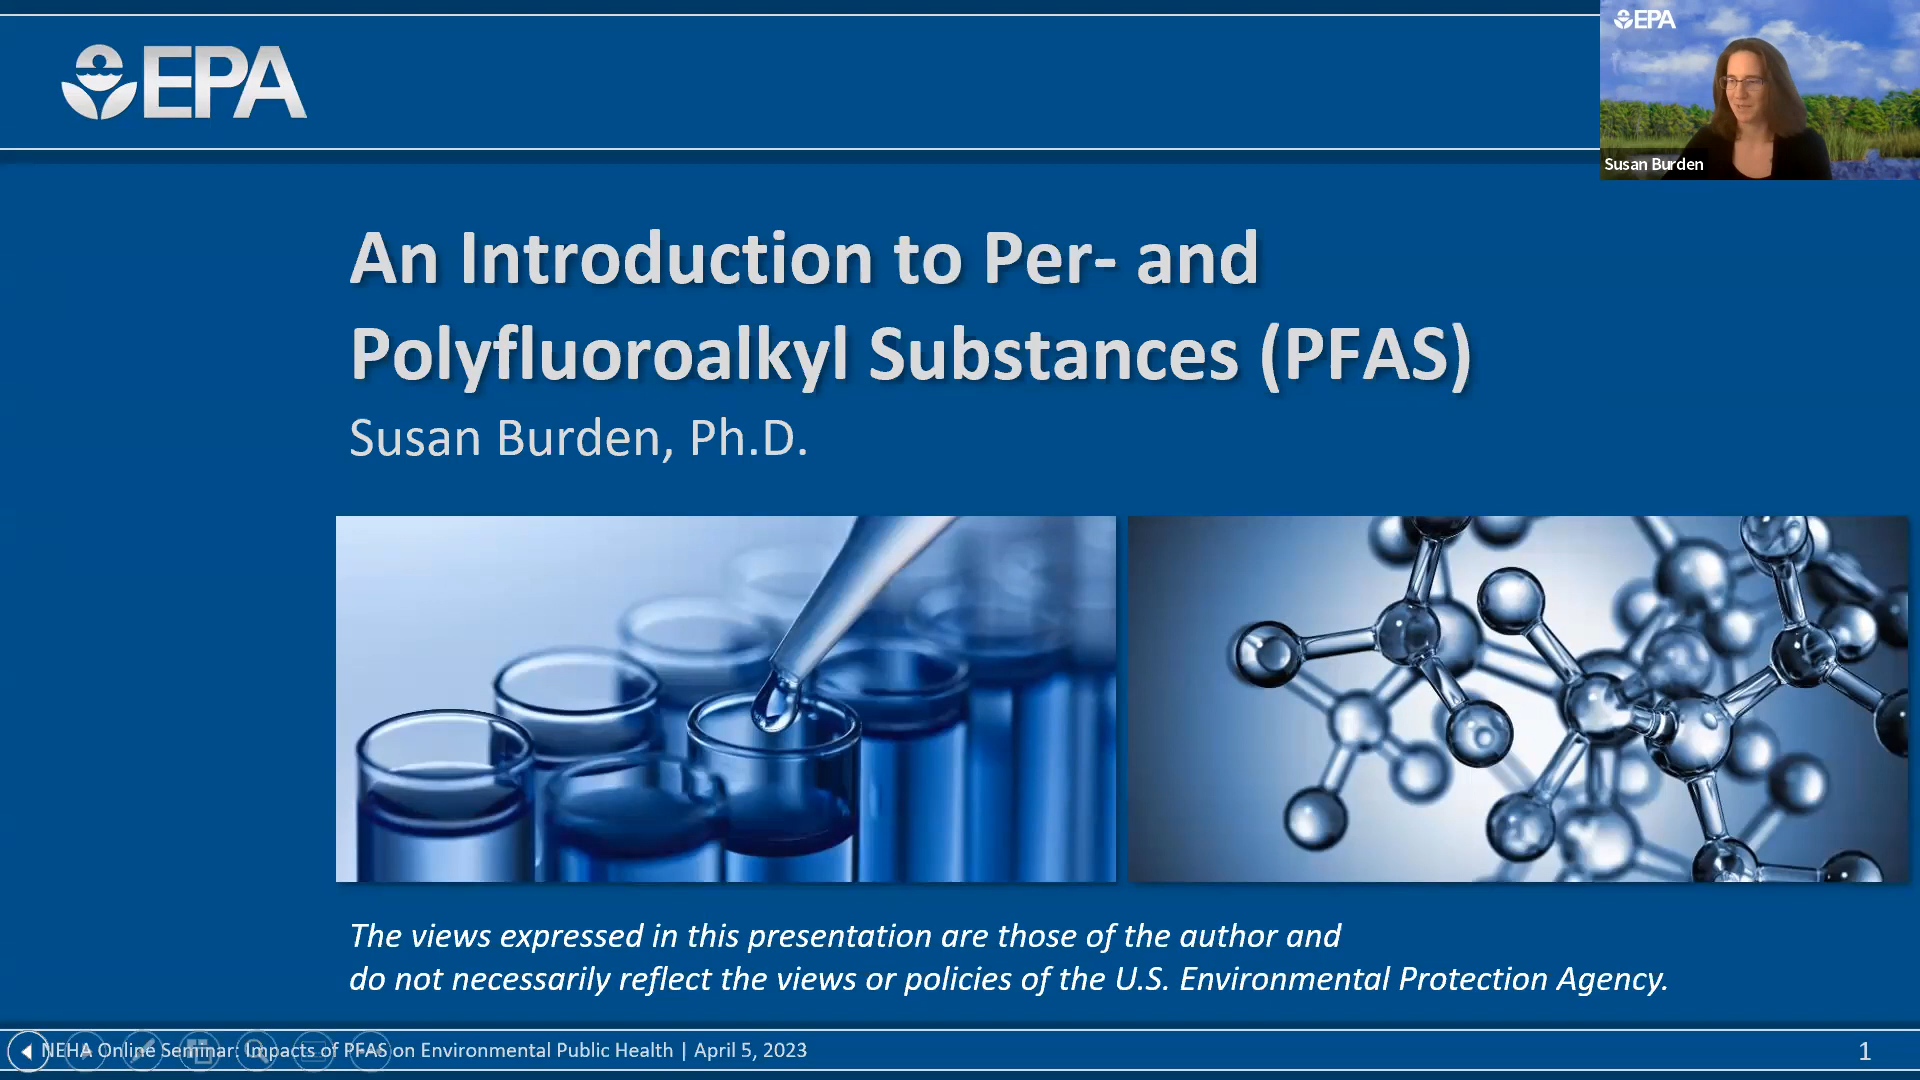 EPA
EPA
Susan Burden
An Introduction to Per- and
Polyfluoroalkyl Substances (PFAS)
Susan Burden, Ph.D.
The views expressed in this presentation are those of the author and
do not necessarily reflect the views or policies of the U.S. Environmental Protection Agency.
NEHA Online Seminar: Impacts of PFAS on Environmental Public Health | April 5, 2023
1